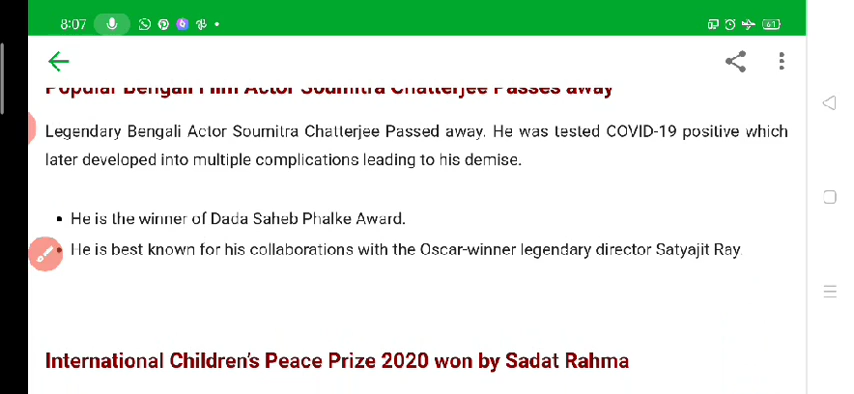 8:07
61
Popular Bengali Film Actor Soumitra Chatterjee Passes away
Legendary Bengali Actor Soumitra Chatterjee Passed away. He was tested COVID-19 positive which
later developed into multiple complications leading to his demise.
• He is the winner of Dada Saheb Phalke Award.
• He is best known for his collaborations with the Oscar-winner legendary director Satyajit Ray
International Children's Peace Prize 2020 won by Sadat Rahma